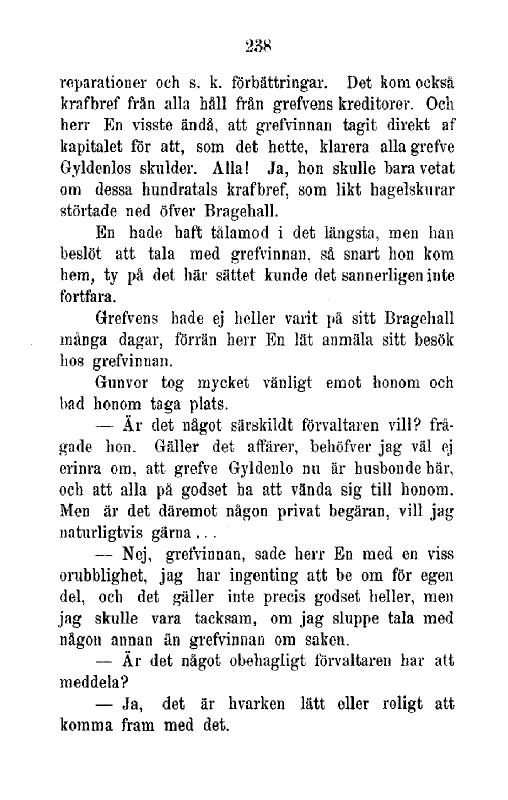 238
reparationer och s. k. förbättringar. Det kom också
krafbref från alla håll från grefvens kreditorer. Och
herr En visste ändå, att grefvinnan tagit direkt af
kapitalet för att, som det hette, klarera alla grefve
Gyldenlos skulder. Alla! Ja, hon skulle bara vetat
om dessa hundratals krafbref, som likt hagelskurar
störtade ned öfver Bragehall.
En hade haft tålamod i det längsta, men han
beslöt att tala med grefvinnan, så snart hon kom
hem, ty på det här sättet kunde det sannerligen inte
fortfara.
Grefvens hade ej heller varit på sitt Bragehall
många dagar, förrän herr En lät anmäla sitt besök
hos grefvinnan.
Gunvor tog mycket vänligt emot honom och
bad honom taga plats.
— Är det något särskildt förvaltaren vill? frå-
gade hon. Gäller det affärer, behöfver jag väl ej
erinra om, att grefve Gyldenlo nu är husbonde här,
och att alla på godset ha att vända sig till honom.
Men är det däremot någon privat begäran, vill jag
naturligtvis gärna . . .
— Nej, grefvinnan, sade herr En med en viss
orubblighet, jag har ingenting att be om för egen
del, och det gäller inte precis godset heller, men
jag skulle vara tacksam, om jag sluppe tala med
någon annan än grefvinnan om saken.
— Är det något obehagligt förvaltaren har att
meddela?
— Ja, det är hvarken lätt eller roligt att
komma fram med det.